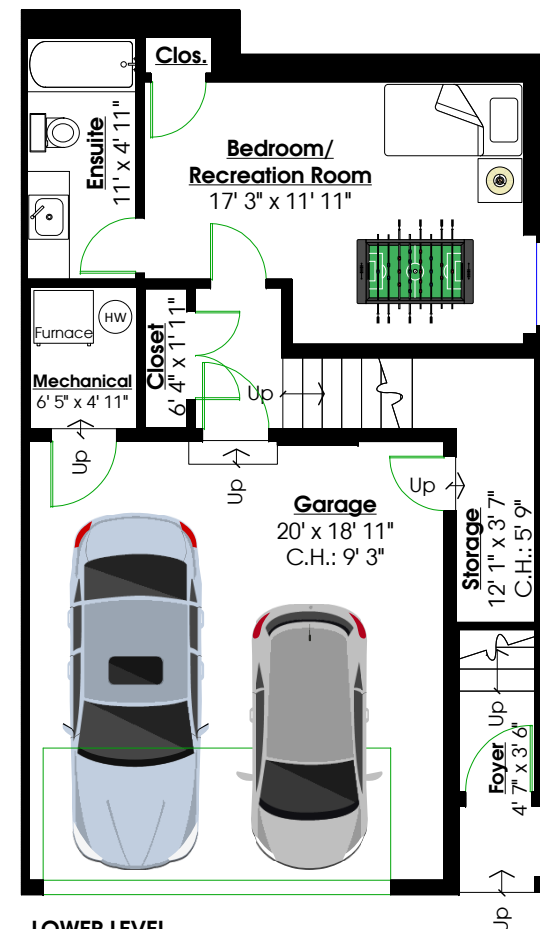 Clos.
Ensuite
11' x 4' 11"
Bedroom/
Recreation Room
17' 3" x 11' 11"
HW
Furnace
Mechanical
6' 5" x 4' 11"
Closet
6' 4" x 1' 11"
Up
Up
Up
Up
Garage
20' x 18' 11"
C.H.: 9' 3"
Storage
12' 1" x 3' 7"
C.H.: 5' 9"
Up
Foyer
4' 7" x 3' 6"
Up
LOWER LEVEL